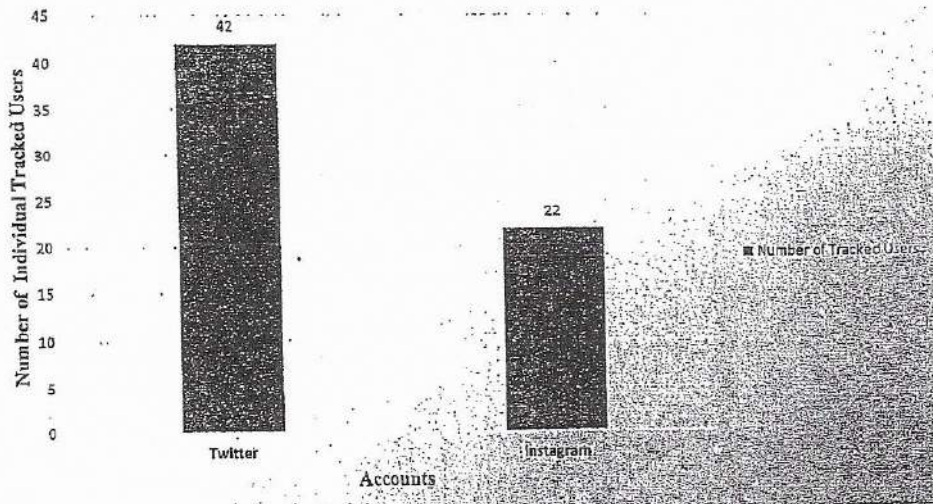 Number of Individual Tracked Users
45
40
35
30
25
20
15
10
5
0
42
22
Twitter
Instagram
Accounts
Number of Tracked Users